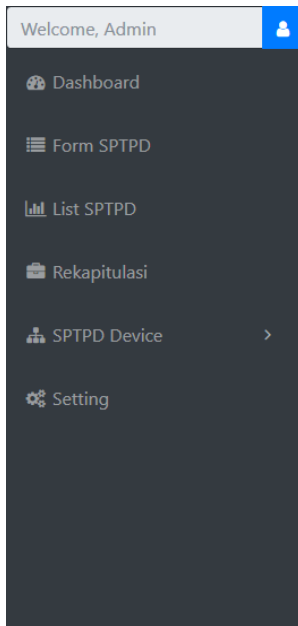 Welcome, Admin
Dashboard
Form SPTPD
List SPTPD
Rekapitulasi
SPTPD Device
Setting